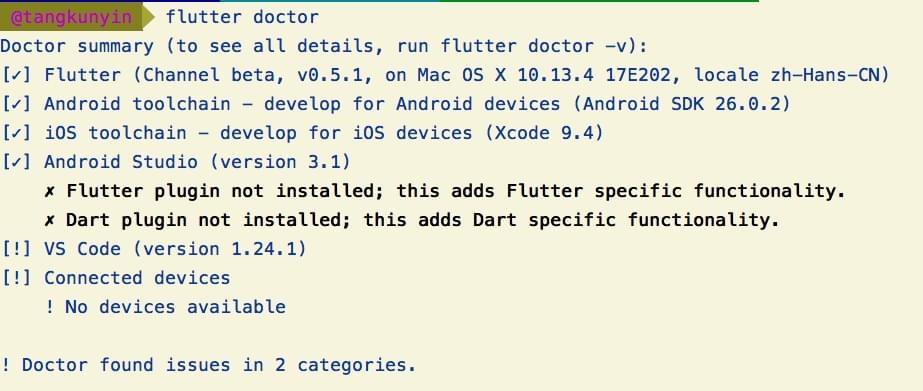 @tangkunyin flutter doctor
Doctor summary (to see all details, run flutter doctor -v):
[✓] Flutter (Channel beta, v0.5.1, on Mac OS X 10.13.4 17E202, locale zh-Hans-CN)
[✓] Android toolchain - develop for Android devices (Android SDK 26.0.2)
[✓] iOS toolchain - develop for iOS devices (Xcode 9.4)
[✓] Android Studio (version 3.1)
✗ Flutter plugin not installed; this adds Flutter specific functionality.
✗ Dart plugin not installed; this adds Dart specific functionality.
[!] VS Code (version 1.24.1)
[!] Connected devices
! No devices available
! Doctor found issues in 2 categories.